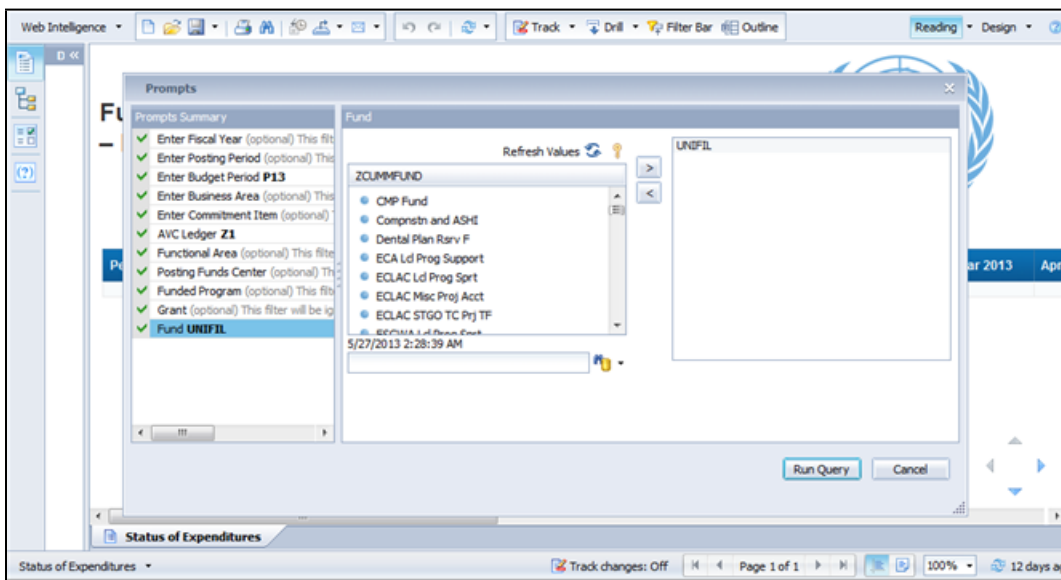 Web Intelligence
Track
Drill
Filter Bar
Outline
Reading
Design
Prompts
Prompts Summary
Enter Fiscal Year (optional) This filt
Enter Posting Period (optional) This
Enter Budget Period P13
Enter Business Area (optional) This
Enter Commitment Item (optional)
AVC Ledger Z1
Functional Area (optional) This filte
Posting Funds Center (optional) Th
Funded Program (optional) This filt
Grant (optional) This filter will be ig
Fund UNIFIL
Fund
Refresh Values
ZCUMMFUND
CMP Fund
Compnstn and ASHI
Dental Plan Rsrv F
ECA Ld Prog Support
ECLAC Ld Prog Sprt
ECLAC Misc Proj Acct
ECLAC STGO TC Prj TF
ESCWA Ld Prog Sprt
5/27/2013 2:28:39 AM
>
<
UNIFIL
Run Query
Cancel
Fu
–
Pe
ar 2013
Apr
Status of Expenditures
Status of Expenditures
Track changes: Off
Page 1 of 1
100%
12 days a